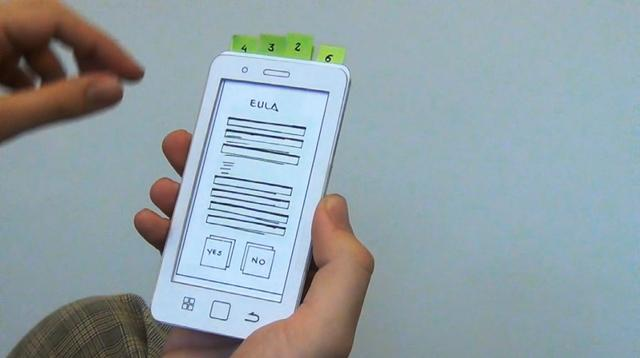 4 3 2 6
EULA
YES NO